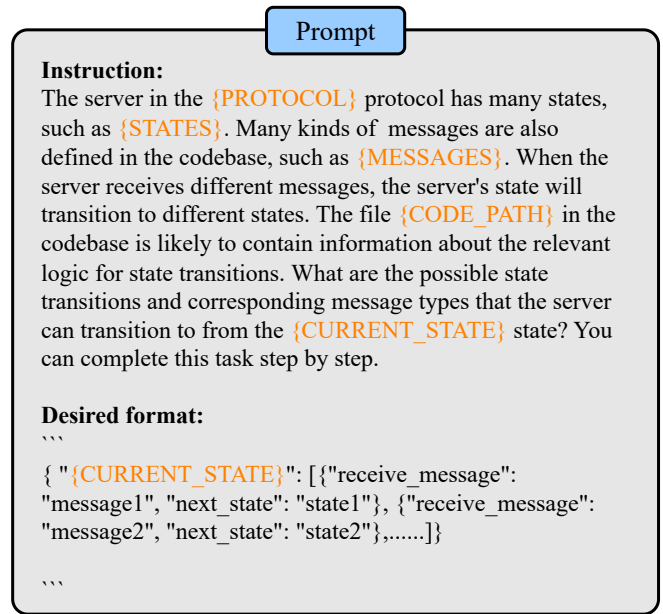 Prompt
Instruction:
The server in the {PROTOCOL} protocol has many states,
such as {STATES}. Many kinds of messages are also
defined in the codebase, such as {MESSAGES}. When the
server receives different messages, the server's state will
transition to different states. The file {CODE_PATH} in the
codebase is likely to contain information about the relevant
logic for state transitions. What are the possible state
transitions and corresponding message types that the server
can transition to from the {CURRENT_STATE} state? You
can complete this task step by step.
Desired format:
```
{ "{CURRENT_STATE}": [{"receive_message":
"message1", "next_state": "state1"}, {"receive_message":
"message2", "next_state": "state2"},......]}
```